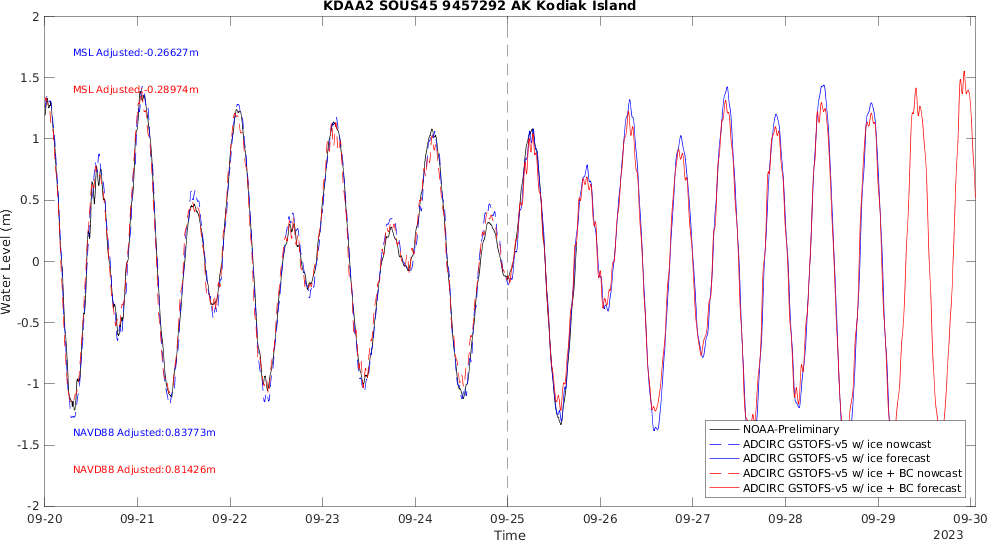 KDAA2 SOUS45 9457292 AK Kodiak Island
2
1.5
1
0.5
0
-0.5
-1
-1.5
-2
Water Level (m)
MSL Adjusted:-0.26627m
MSL Adjusted:-0.28974m
NAVD88 Adjusted:0.83773m
NAVD88 Adjusted:0.81426m
NOAA-Preliminary
ADCIRC GSTOFS-v5 w/ ice nowcast
ADCIRC GSTOFS-v5 w/ ice forecast
ADCIRC GSTOFS-v5 w/ ice + BC nowcast
ADCIRC GSTOFS-v5 w/ ice + BC forecast
09-20 09-21 09-22 09-23 09-24 09-25 09-26 09-27 09-28 09-29 09-30
Time
2023